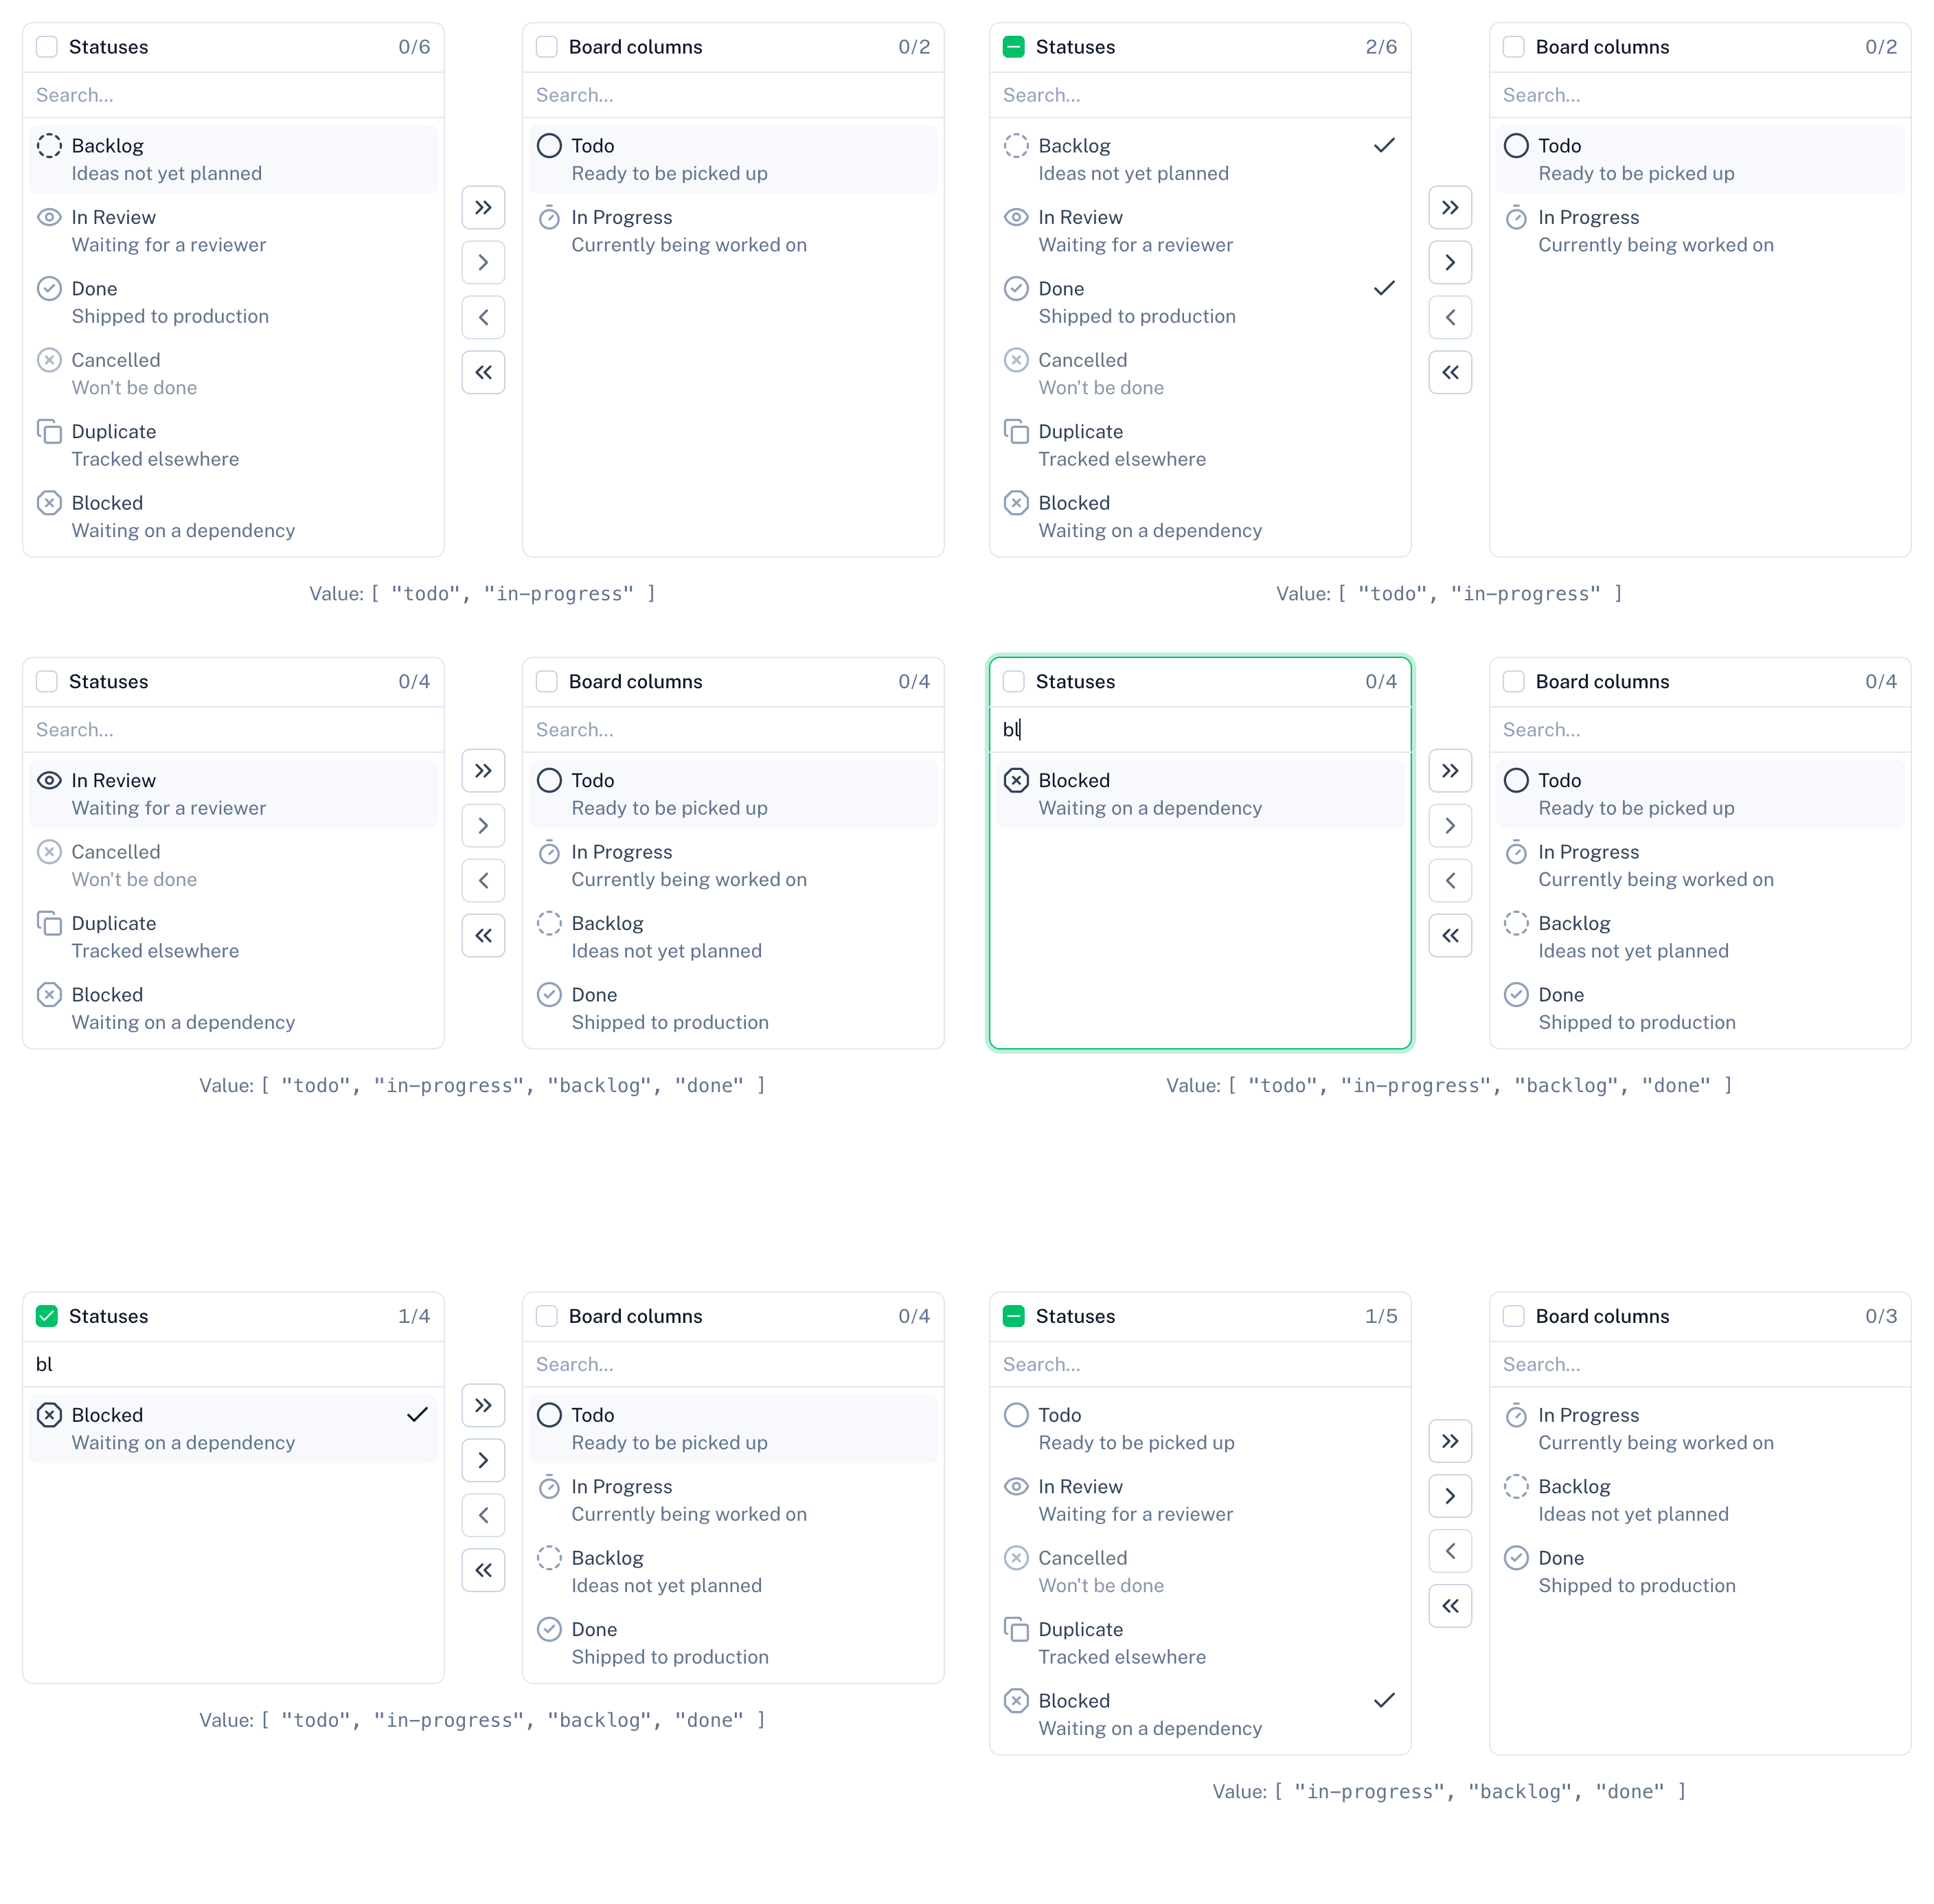 Statuses 0/6
Search...
Backlog
Ideas not yet planned
In Review
Waiting for a reviewer
Done
Shipped to production
Cancelled
Won't be done
Duplicate
Tracked elsewhere
Blocked
Waiting on a dependency
Board columns 0/2
Search...
Todo
Ready to be picked up
In Progress
Currently being worked on
Value: [ "todo", "in-progress" ]
Statuses 2/6
Search...
Backlog
Ideas not yet planned
In Review
Waiting for a reviewer
Done
Shipped to production
Cancelled
Won't be done
Duplicate
Tracked elsewhere
Blocked
Waiting on a dependency
Board columns 0/2
Search...
Todo
Ready to be picked up
In Progress
Currently being worked on
Value: [ "todo", "in-progress" ]
Statuses 0/4
Search...
In Review
Waiting for a reviewer
Cancelled
Won't be done
Duplicate
Tracked elsewhere
Blocked
Waiting on a dependency
Board columns 0/4
Search...
Todo
Ready to be picked up
In Progress
Currently being worked on
Backlog
Ideas not yet planned
Done
Shipped to production
Value: [ "todo", "in-progress", "backlog", "done" ]
Statuses 0/4
bl
Blocked
Waiting on a dependency
Board columns 0/4
Search...
Todo
Ready to be picked up
In Progress
Currently being worked on
Backlog
Ideas not yet planned
Done
Shipped to production
Value: [ "todo", "in-progress", "backlog", "done" ]
Statuses 1/4
bl
Blocked
Waiting on a dependency
Board columns 0/4
Search...
Todo
Ready to be picked up
In Progress
Currently being worked on
Backlog
Ideas not yet planned
Done
Shipped to production
Value: [ "todo", "in-progress", "backlog", "done" ]
Statuses 1/5
Search...
Todo
Ready to be picked up
In Review
Waiting for a reviewer
Cancelled
Won't be done
Duplicate
Tracked elsewhere
Blocked
Waiting on a dependency
Board columns 0/3
Search...
In Progress
Currently being worked on
Backlog
Ideas not yet planned
Done
Shipped to production
Value: [ "in-progress", "backlog", "done" ]